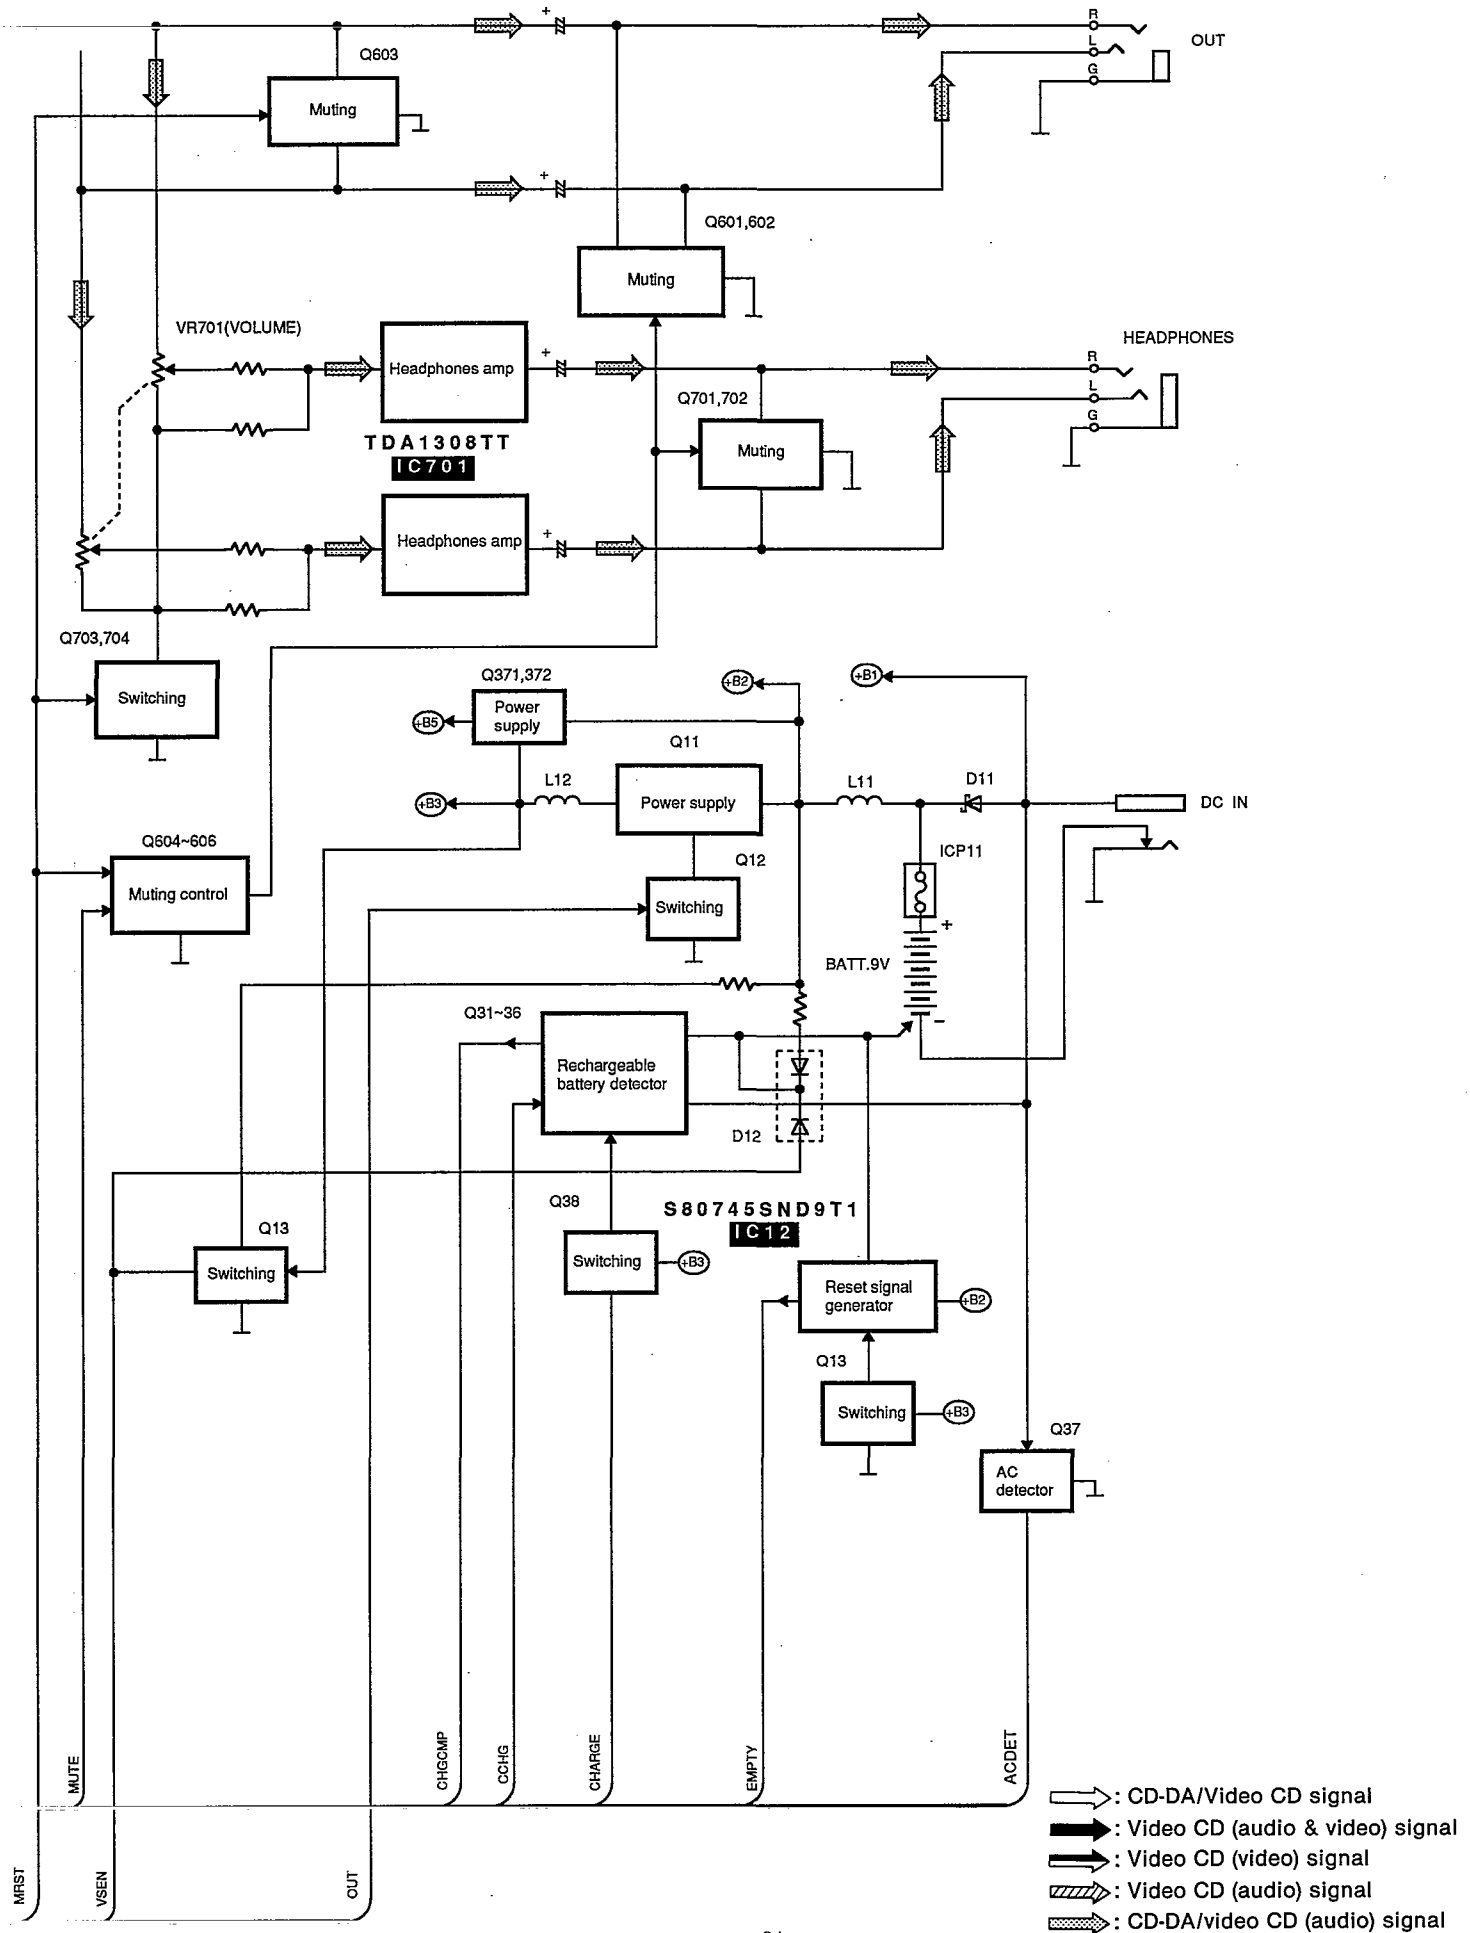 R
Q603
L
OUT
G
Muting
+
+
Q601,602
Muting
VR701(VOLUME)
HEADPHONES
Headphones amp
+
R
L
Q701,702
G
TDA1308TT
IC701
Muting
Headphones amp
+
Q703,704
Switching
Q371,372
+B2
+B1
Power
supply
+B5
Q11
L12
L11
D11
+B3
Power supply
DC IN
Q604~606
Q12
ICP11
Muting control
Switching
+
BATT.9V
Q31~36
−
Rechargeable
battery detector
D12
Q38
S80745SND9T1
IC12
Q13
Switching
Switching
+B3
Reset signal
generator
+B2
Q13
Switching
+B3
Q37
AC
detector
MUTE
CHGCMP
CCHG
CHARGE
EMPTY
ACDET
MRST
VSEN
OUT
: CD-DA/Video CD signal
: Video CD (audio & video) signal
: Video CD (video) signal
: Video CD (audio) signal
: CD-DA/video CD (audio) signal